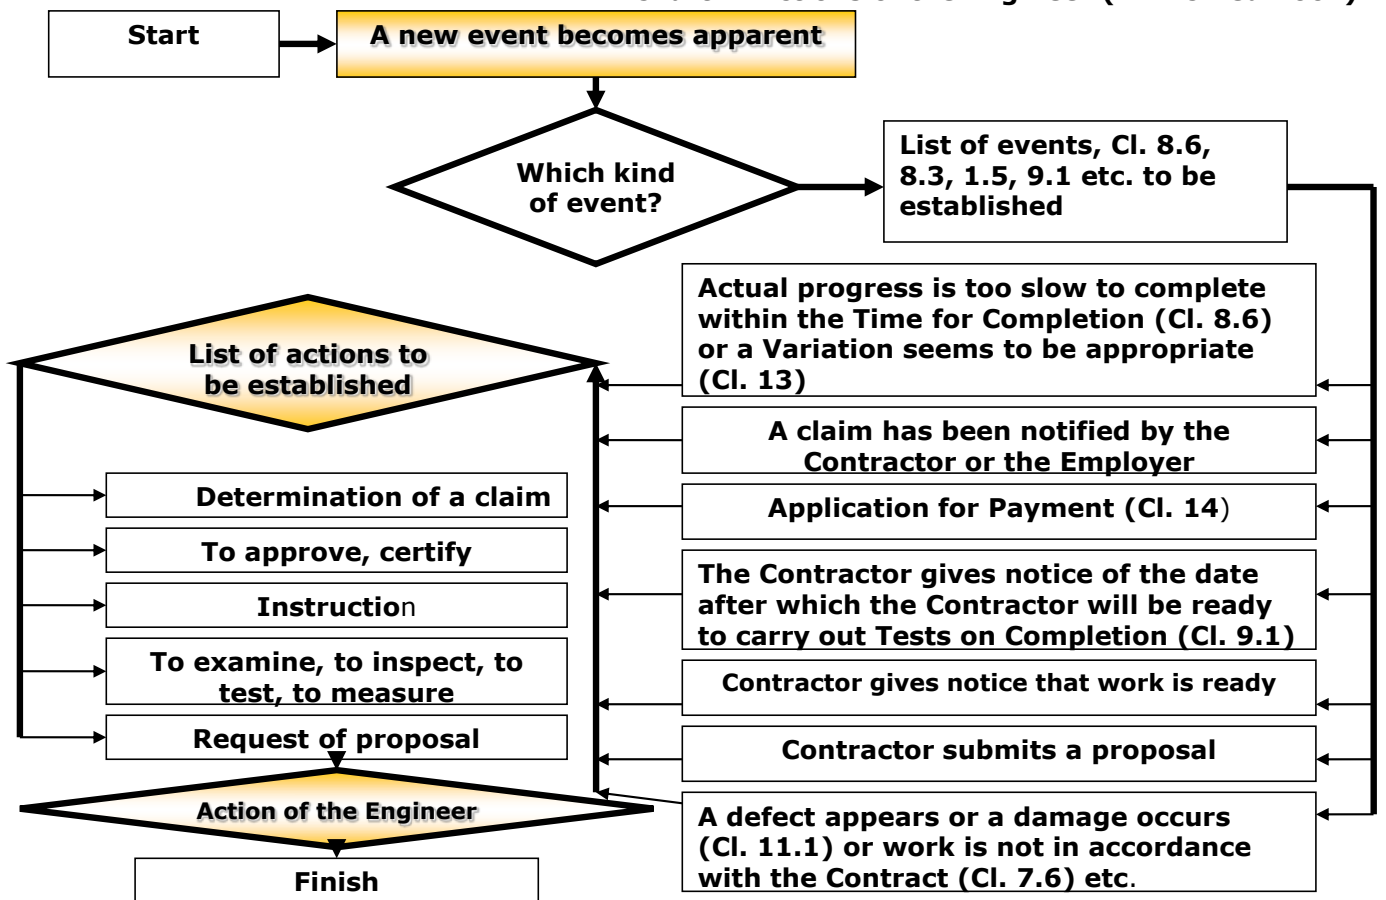 Start
A new event becomes apparent
Which kind
of event?
List of events, Cl. 8.6,
8.3, 1.5, 9.1 etc. to be
established
Actual progress is too slow to complete
within the Time for Completion (Cl. 8.6)
or a Variation seems to be appropriate
(Cl. 13)
List of actions to
be established
A claim has been notified by the
Contractor or the Employer
Determination of a claim
Application for Payment (Cl. 14)
To approve, certify
The Contractor gives notice of the date
after which the Contractor will be ready
to carry out Tests on Completion (Cl. 9.1)
Instruction
To examine, to inspect, to
test, to measure
Contractor gives notice that work is ready
Request of proposal
Contractor submits a proposal
Action of the Engineer
A defect appears or a damage occurs
(Cl. 11.1) or work is not in accordance
with the Contract (Cl. 7.6) etc.
Finish